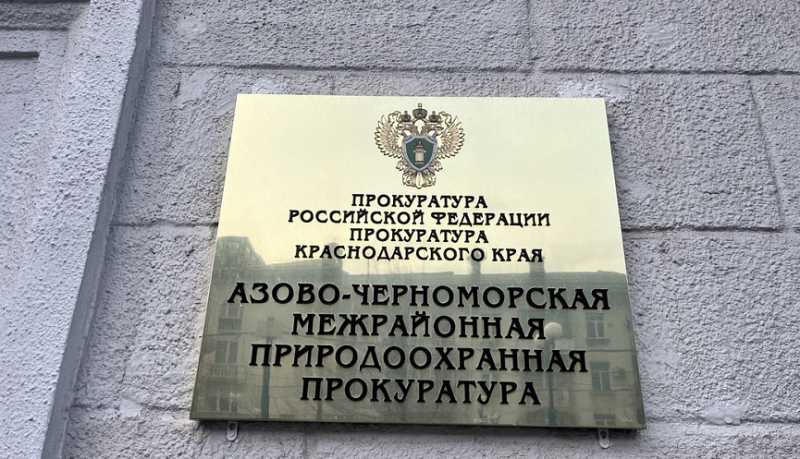 ПРОКУРАТУРА
РОССИЙСКОЙ ФЕДЕРАЦИИ
ПРОКУРАТУРА
КРАСНОДАРСКОГО КРАЯ
АЗОВО-ЧЕРНОМОРСКАЯ
МЕЖРАЙОННАЯ
ПРИРОДООХРАННАЯ
ПРОКУРАТУРА